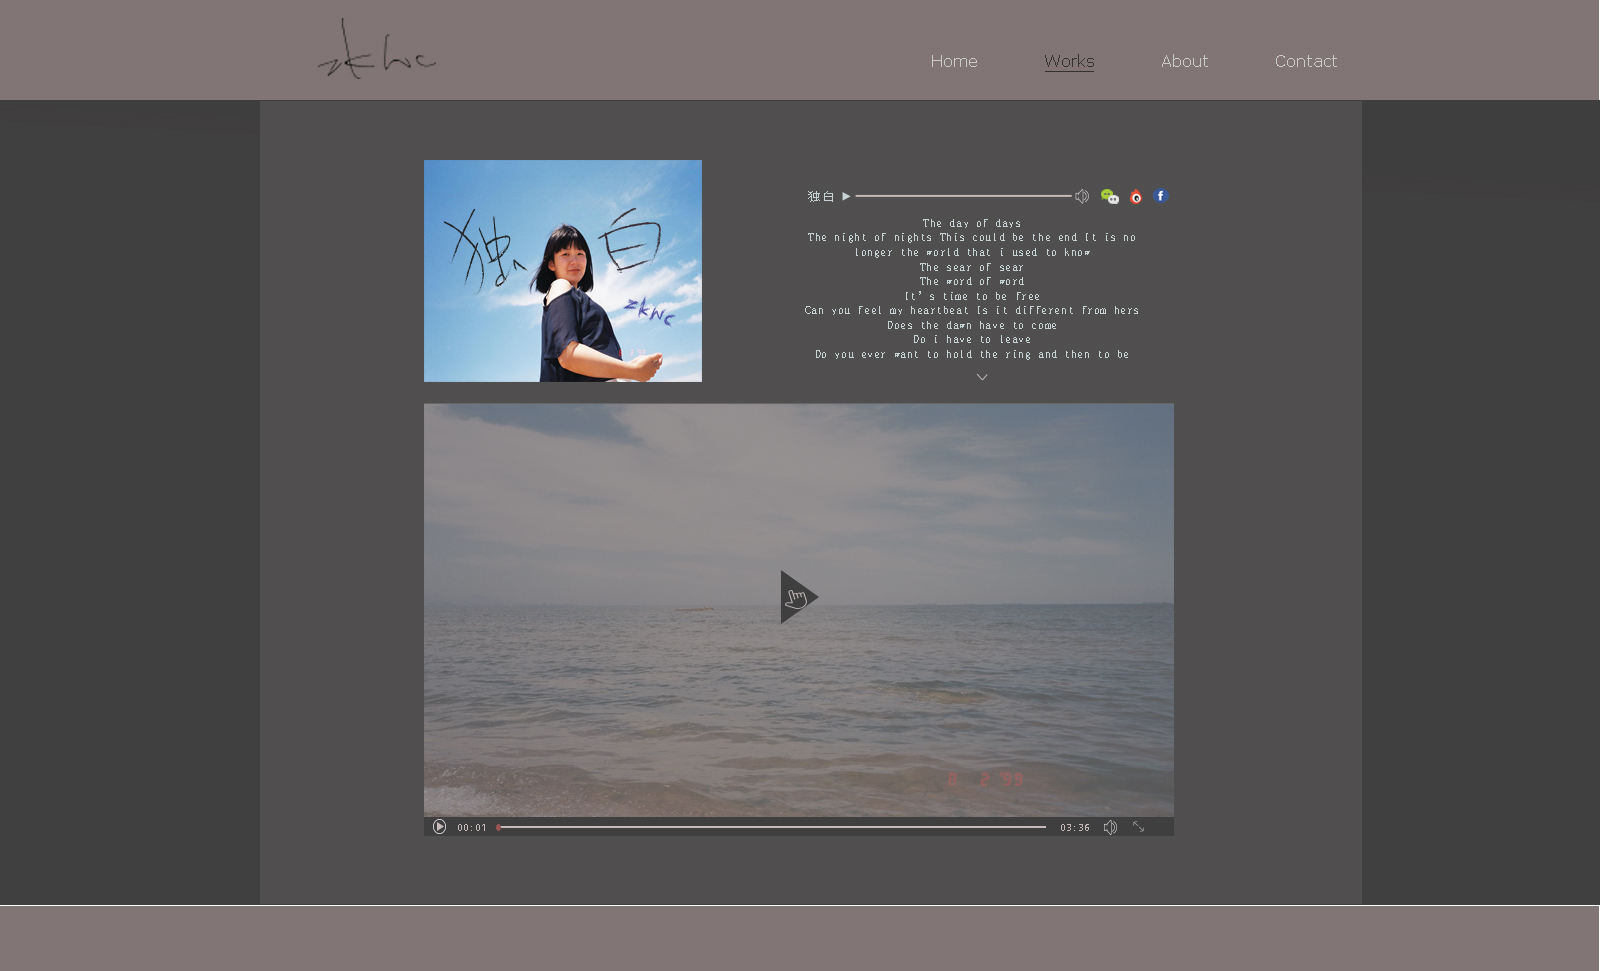 zkwc
Home
Works
About
Contact
独白
zkwc
独白
The day of days
The night of nights This could be the end It is no
longer the world that i used to know
The sear of sear
The word of word
It's time to be free
Can you feel my heartbeat Is it different from hers
Does the dawn have to come
Do i have to leave
Do you ever want to hold the ring and then to be
8 2 '99
00:01
03:36